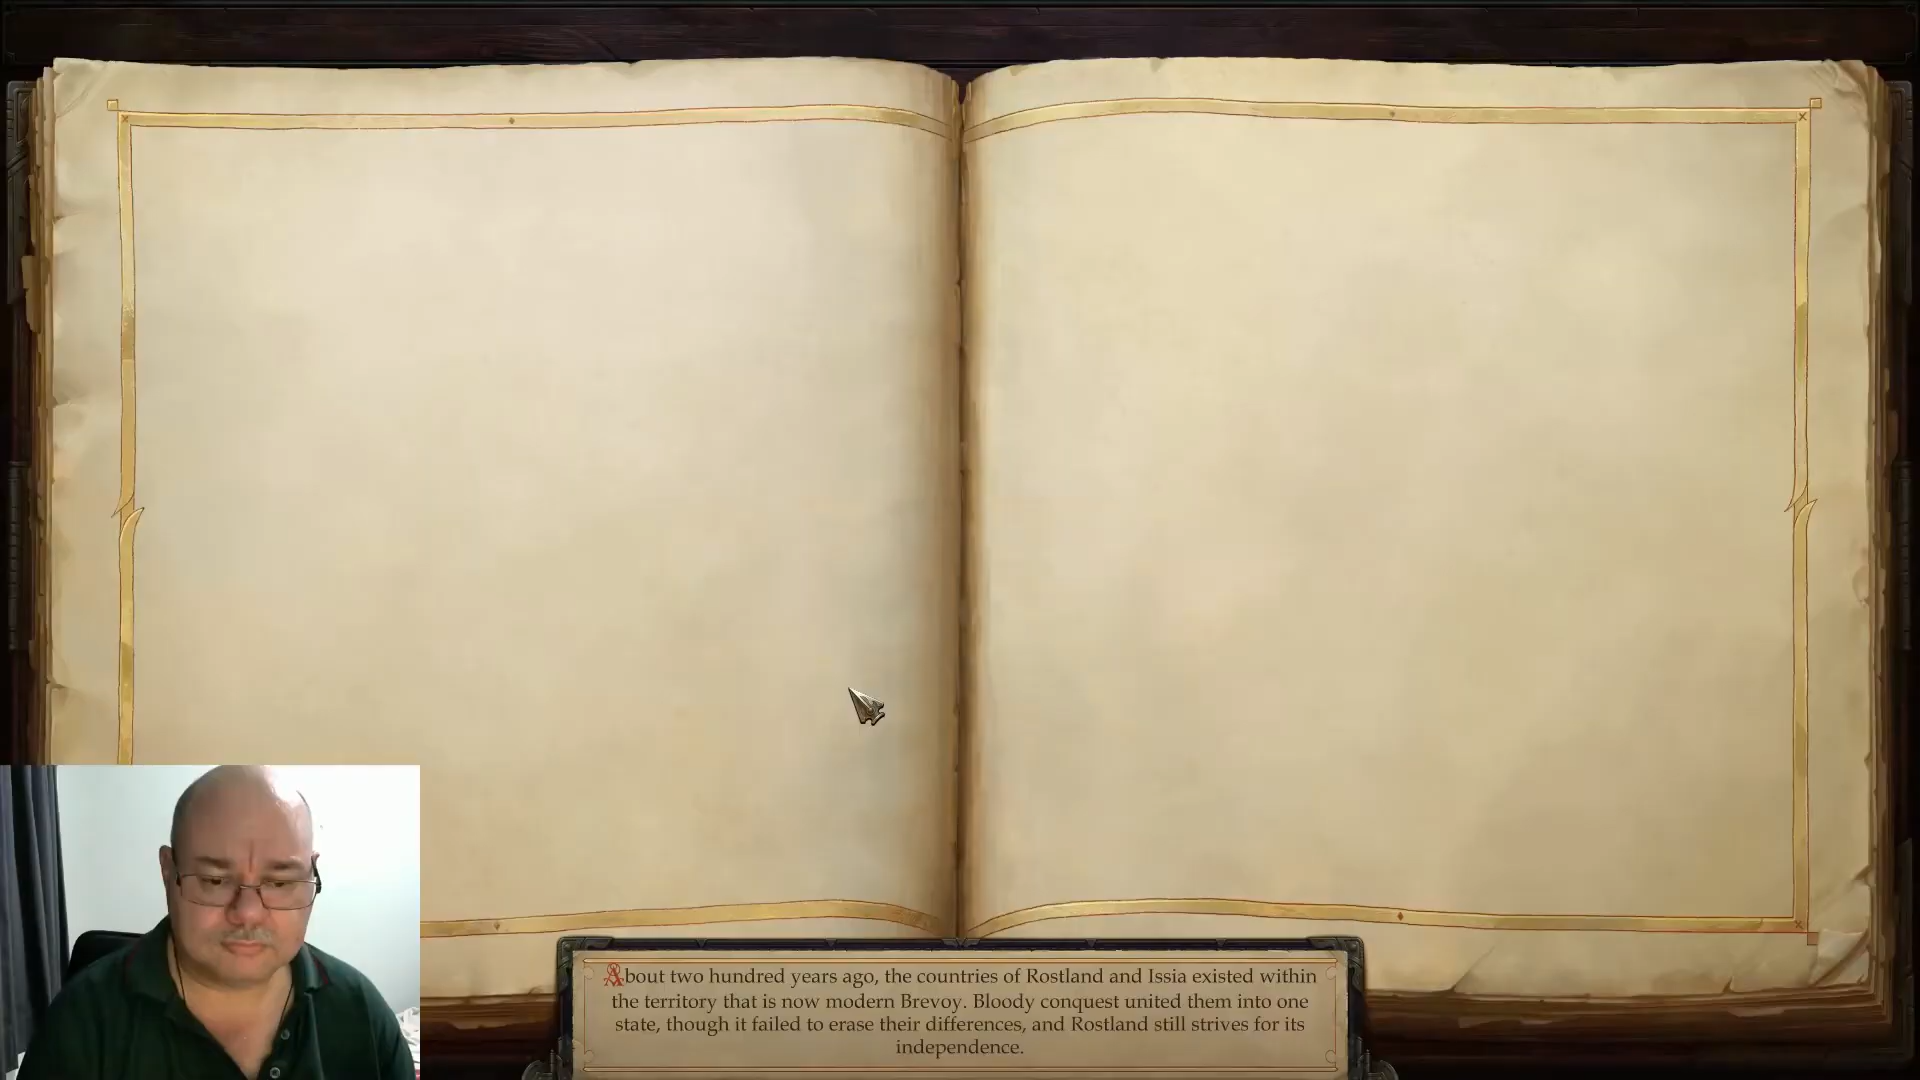 About two hundred years ago, the countries of Rostland and Issia existed within
the territory that is now modern Brevoy. Bloody conquest united them into one
state, though it failed to erase their differences, and Rostland still strives for its
independence.